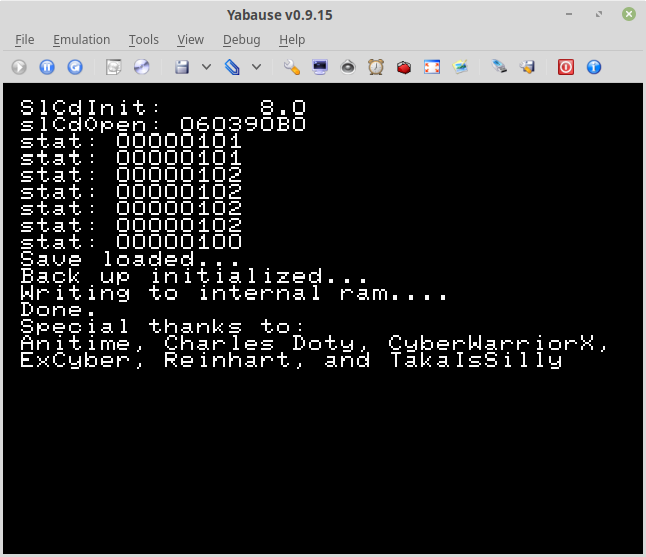 Yabause v0.9.15
File Emulation Tools View Debug Help
SlCdInit: 8.0
slCdOpen: 060390B0
stat: 00000101
stat: 00000101
stat: 00000102
stat: 00000102
stat: 00000102
stat: 00000102
stat: 00000100
Save loaded...
Back up initialized...
Writing to internal ram....
Done.
Special thanks to:
Anitime, Charles Doty, CyberWarriorX,
ExCyber, Reinhart, and TakaIsSilly